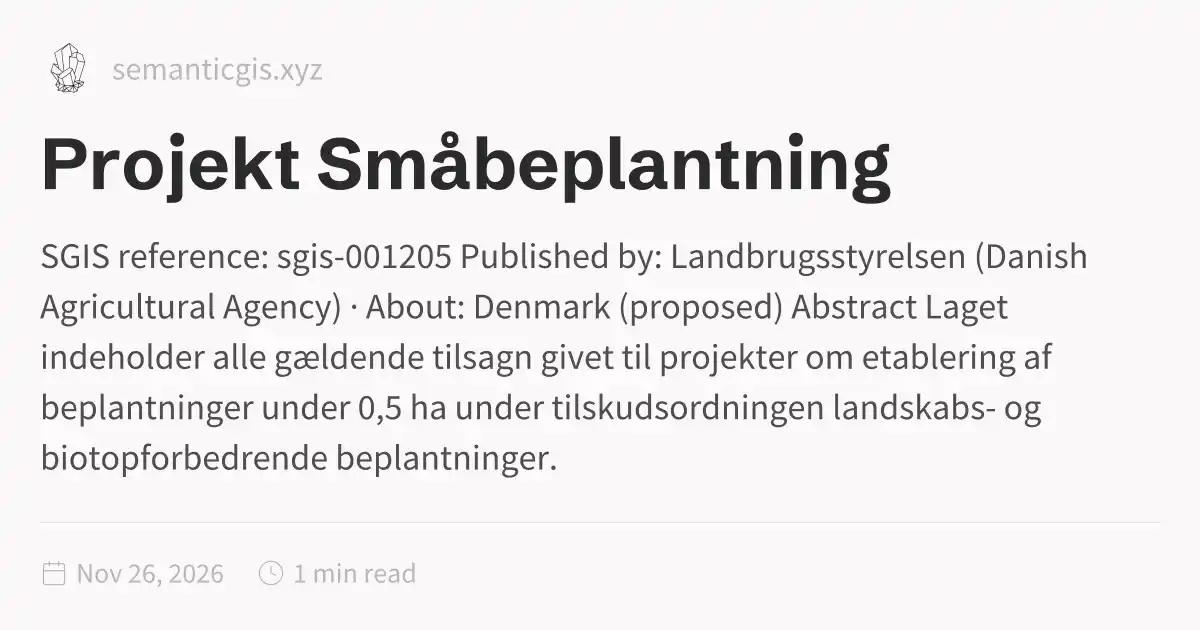 semanticgis.xyz
Projekt Småbeplantning
SGIS reference: sgis-001205 Published by: Landbrugsstyrelsen (Danish
Agricultural Agency) · About: Denmark (proposed) Abstract Laget
indeholder alle gældende tilsagn givet til projekter om etablering af
beplantninger under 0,5 ha under tilskudsordningen landskabs- og
biotopforbedrende beplantninger.
Nov 26, 2026 1 min read